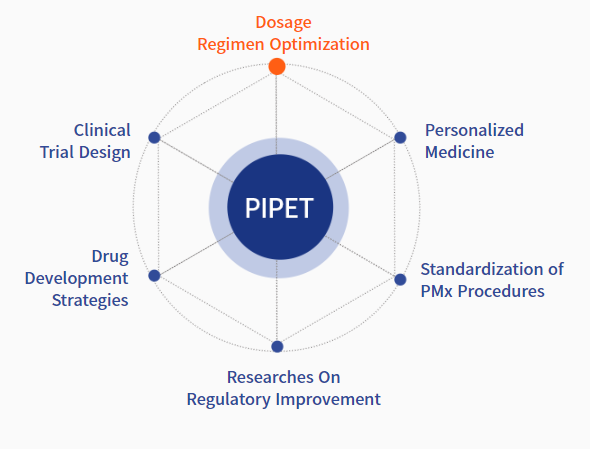 Dosage
Regimen Optimization
Clinical
Trial Design
Personalized
Medicine
PIPET
Drug
Development
Strategies
Standardization of
PMx Procedures
Researches On
Regulatory Improvement